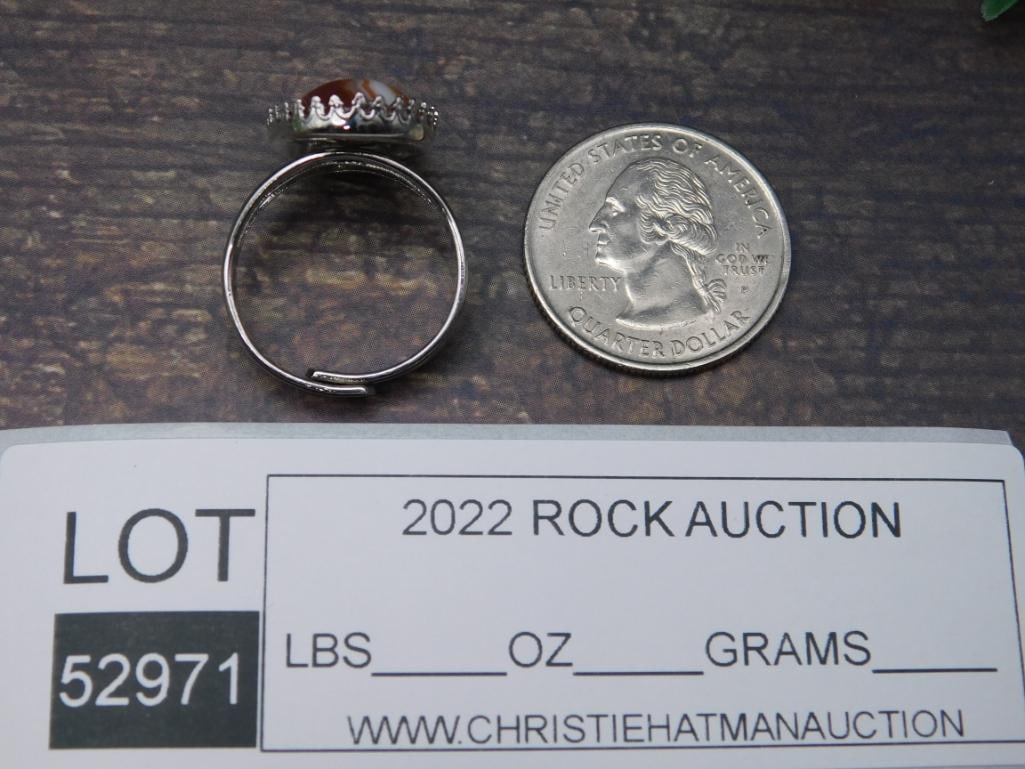 UNITED STATES OF AMERICA
LIBERTY
IN
GOD WE
TRUST
P
QUARTER DOLLAR
LOT
52971
2022 ROCK AUCTION
LBS_____OZ_____GRAMS_____
WWW.CHRISTIEHATMANAUCTION